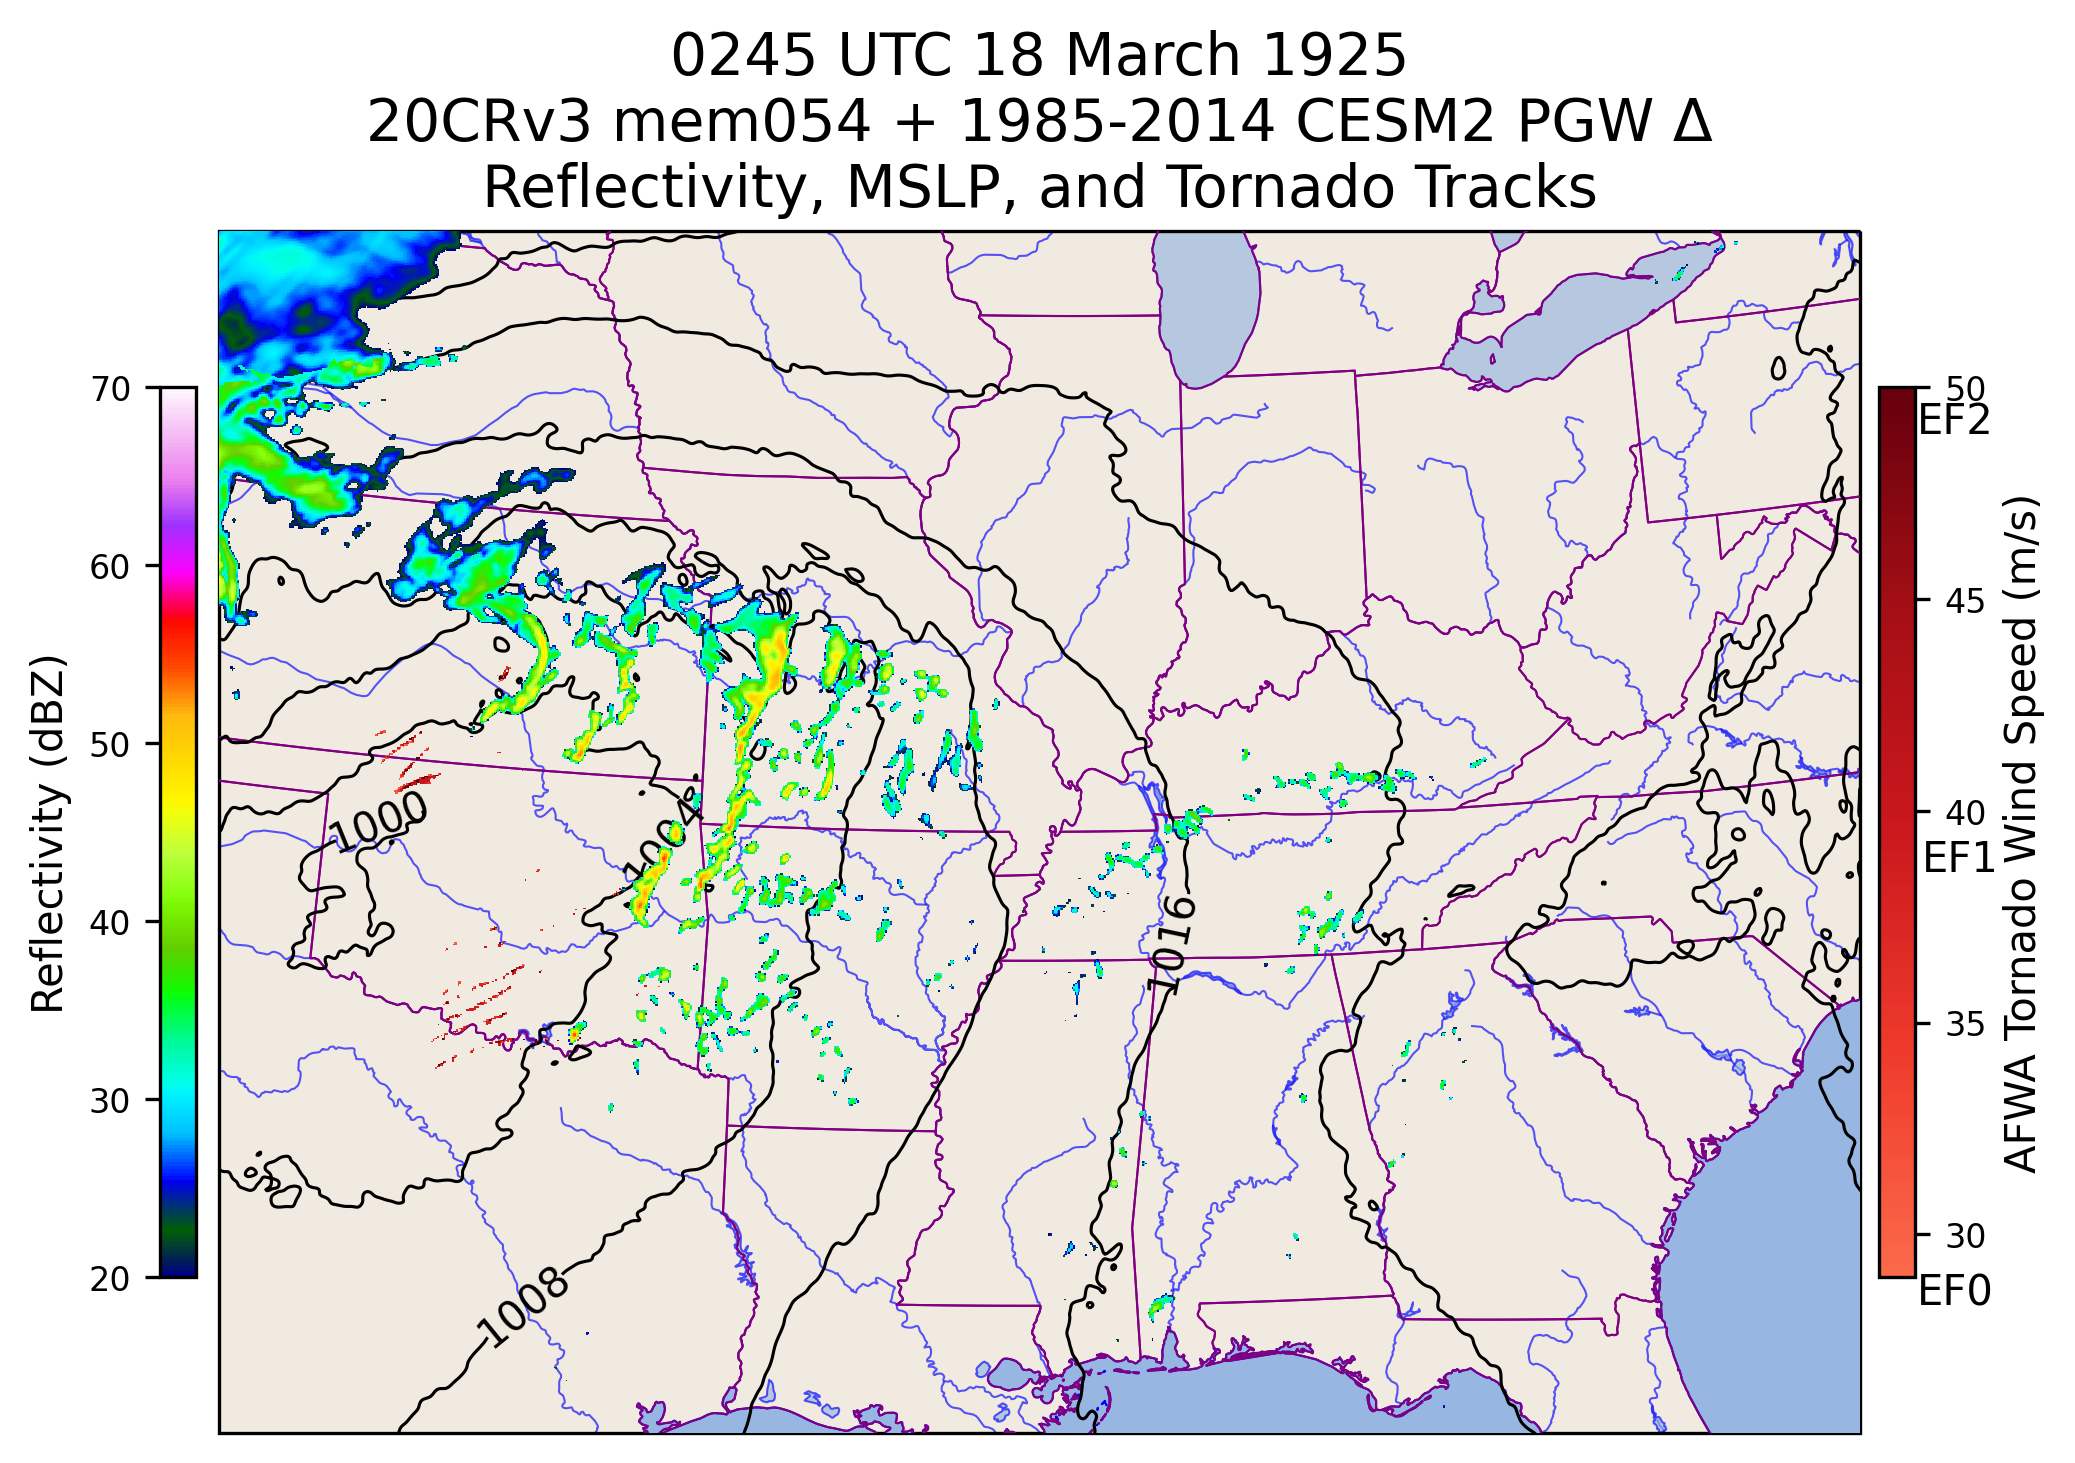 0245 UTC 18 March 1925
20CRv3 mem054 + 1985-2014 CESM2 PGW Δ
Reflectivity, MSLP, and Tornado Tracks
70
60
50
40
30
20
Reflectivity (dBZ)
1000
1004
1008
1016
50
EF2
45
40
EF1
35
30
EF0
AFWA Tornado Wind Speed (m/s)